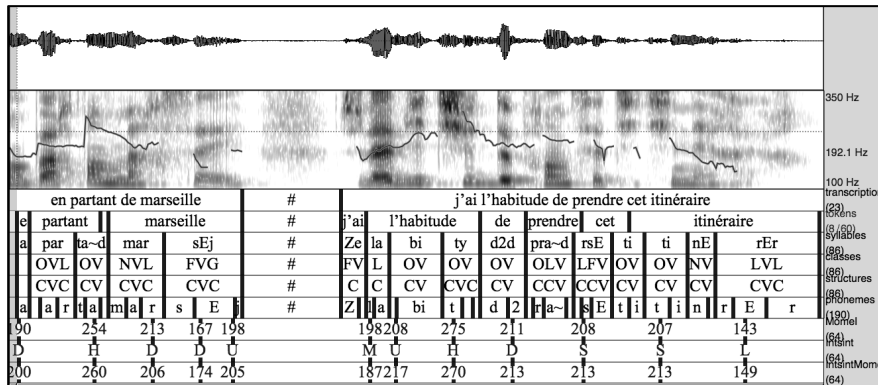 350 Hz
192.1 Hz
100 Hz
en partant de marseille # j'ai l'habitude de prendre cet itinéraire transcription (23)
e partant marseille # j'ai l'habitude de prendre cet itinéraire tokens (8/60)
a par ta~d mar sEj # Ze la bi ty d2d pra~d rsE ti ti nE rEr syllables (86)
OVL OV NVL FVG # FV L OV OV OV OLV LFV OV OV NV LVL classes (86)
CVC CV CVC CVC # C C CV CVC CV CCV CCV CV CV CV CVC structures (86)
a a r t a m a r s E j # Z l a bi t d 2 r a~ s E t i t i n r E r phonemes (190)
190 254 213 167 198 198 208 275 211 208 207 143 Momel (64)
D H D D U M U H D S S L Intsint (64)
200 260 206 174 205 187 217 270 213 213 213 149 IntsintMome (64)